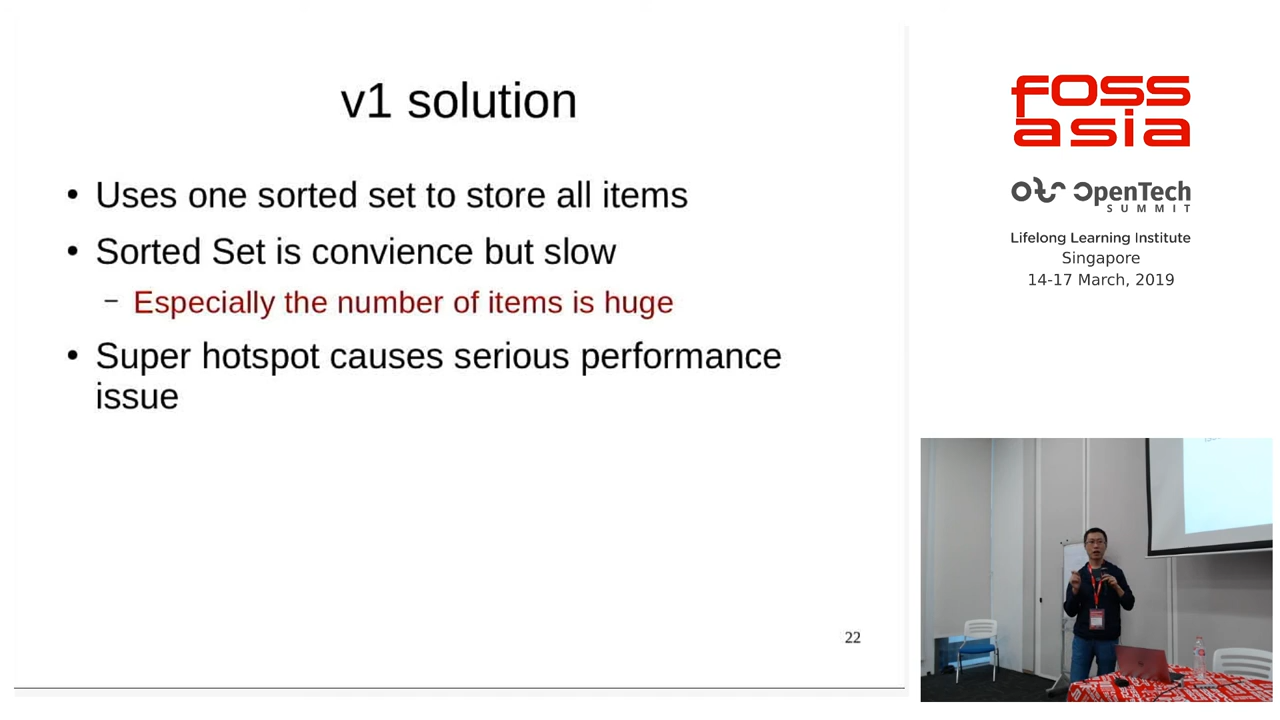 v1 solution
• Uses one sorted set to store all items
• Sorted Set is convience but slow
– Especially the number of items is huge
• Super hotspot causes serious performance
issue
22
foss
asia
OpenTech
SUMMIT
Lifelong Learning Institute
Singapore
14-17 March, 2019